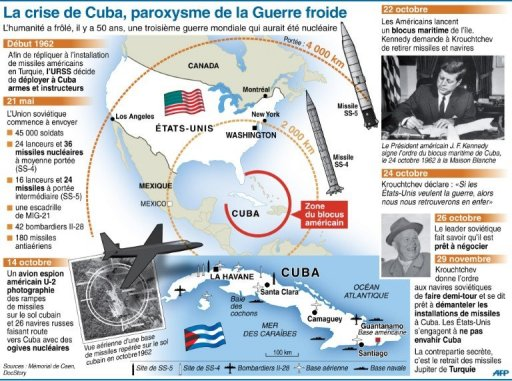 La crise de Cuba, paroxysme de la Guerre froide
L'humanité a frôlé, il y a 50 ans, une troisième guerre mondiale qui aurait été nucléaire
Début 1962
Afin de répliquer à l'installation
de missiles américains
en Turquie, l'URSS décide
de déployer à Cuba
armes et instructeurs
21 mai
L'Union soviétique
commence à envoyer
45 000 soldats
24 lanceurs et 36
missiles nucléaires
à moyenne portée
(SS-4)
16 lanceurs et 24
missiles à portée
intermédiaire (SS-5)
une escadrille
de MIG-21
42 bombardiers Il-28
180 missiles
antiaériens
14 octobre
Un avion espion
américain U-2
photographie
des rampes
de missiles
sur le sol cubain
et 26 navires russes
faisant route
vers Cuba avec des
ogives nucléaires
Sources : Mémorial de Caen,
DocStory
Portée : 4 000 km
2 000 km
CANADA
Montréal
New York
Los Angeles
ÉTATS-UNIS
WASHINGTON
MEXIQUE
MEXICO
CUBA
Zone
du blocus
américain
Missile
SS-5
Missile
SS-4
Vue aérienne d'une base
de missiles repérée sur le sol
cubain en octobre1962
CUBA
LA HAVANE
Santa Clara
Baie
des
cochons
Camaguey
OCÉAN
ATLANTIQUE
Guantanamo
Base américaine
Santiago
MER
DES CARAÏBES
100 km
Site de SS-5
Site de SS-4
Bombardiers Il-28
Base aérienne
Base navale
22 octobre
Les Américains lancent
un blocus maritime de l'île.
Kennedy demande à Krouchtchev
de retirer missiles et navires
Le Président américain J. F. Kennedy
signe l'ordre du blocus maritime de Cuba,
le 24 octobre 1962 à la Maison Blanche
24 octobre
Krouchtchev déclare : «Si les
États-Unis veulent la guerre, alors
nous nous retrouverons en enfer»
26 octobre
Le leader soviétique
fait savoir qu'il est
prêt à négocier
29 novembre
Krouchtchev
donne l'ordre
aux navires soviétiques
de faire demi-tour et se dit
prêt à démanteler les
installations de missiles
à Cuba. Les États-Unis
s'engagent à ne pas
envahir Cuba
La contrepartie secrète,
c'est le retrait des missiles
Jupiter de Turquie
AFP